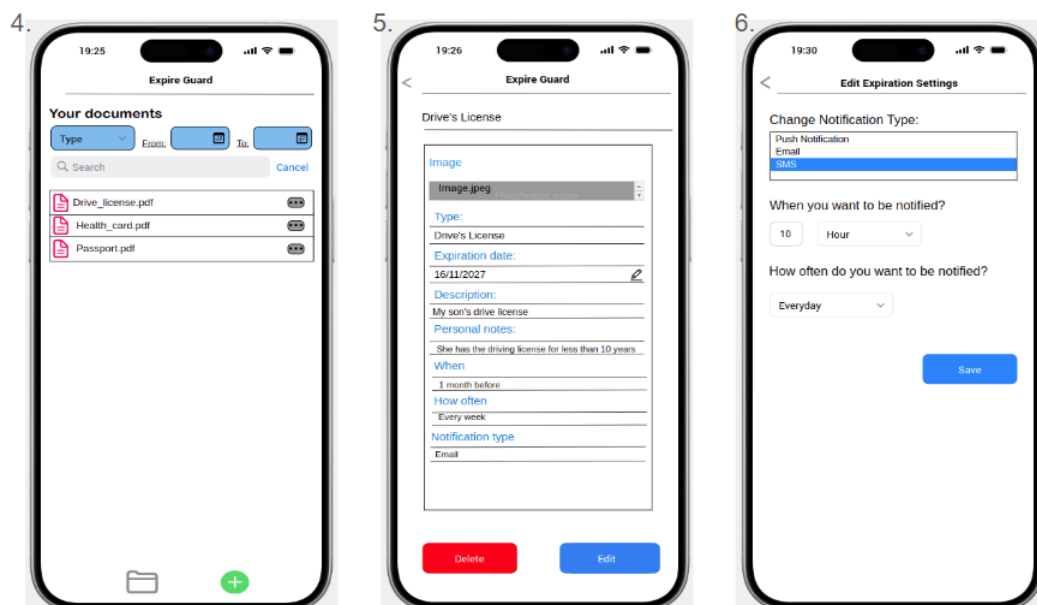 4.
19:25
Expire Guard
Your documents
Type From: To:
Search Cancel
Drive_license.pdf
Health_card.pdf
Passport.pdf
5.
19:26
<
Expire Guard
Drive's License
Image
Image.jpeg
Type:
Drive's License
Expiration date:
16/11/2027
Description:
My son's drive license
Personal notes:
She has the driving license for less than 10 years
When
1 month before
How often
Every week
Notification type
Email
Delete Edit
6.
19:30
<
Edit Expiration Settings
Change Notification Type:
Push Notification
Email
SMS
When you want to be notified?
10 Hour
How often do you want to be notified?
Everyday
Save